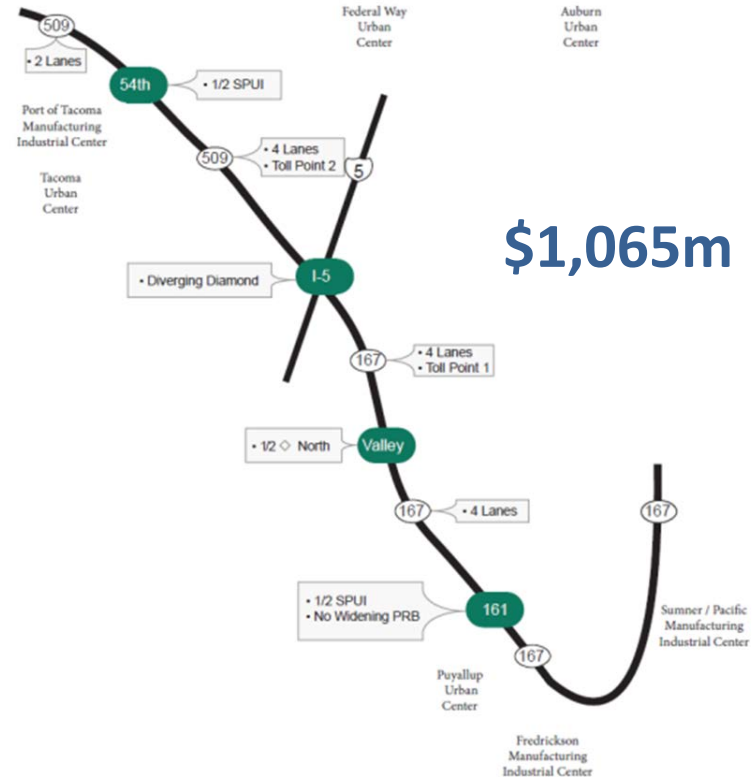 Federal Way
Urban
Center
Auburn
Urban
Center
509
• 2 Lanes
54th
• 1/2 SPUI
Port of Tacoma
Manufacturing
Industrial Center
509
• 4 Lanes
• Toll Point 2
5
Tacoma
Urban
Center
$1,065m
• Diverging Diamond
I-5
167
• 4 Lanes
• Toll Point 1
• 1/2 ◇ North
Valley
167
• 4 Lanes
167
• 1/2 SPUI
• No Widening PRB
161
Sumner / Pacific
Manufacturing
Industrial Center
167
Puyallup
Urban
Center
Fredrickson
Manufacturing
Industrial Center